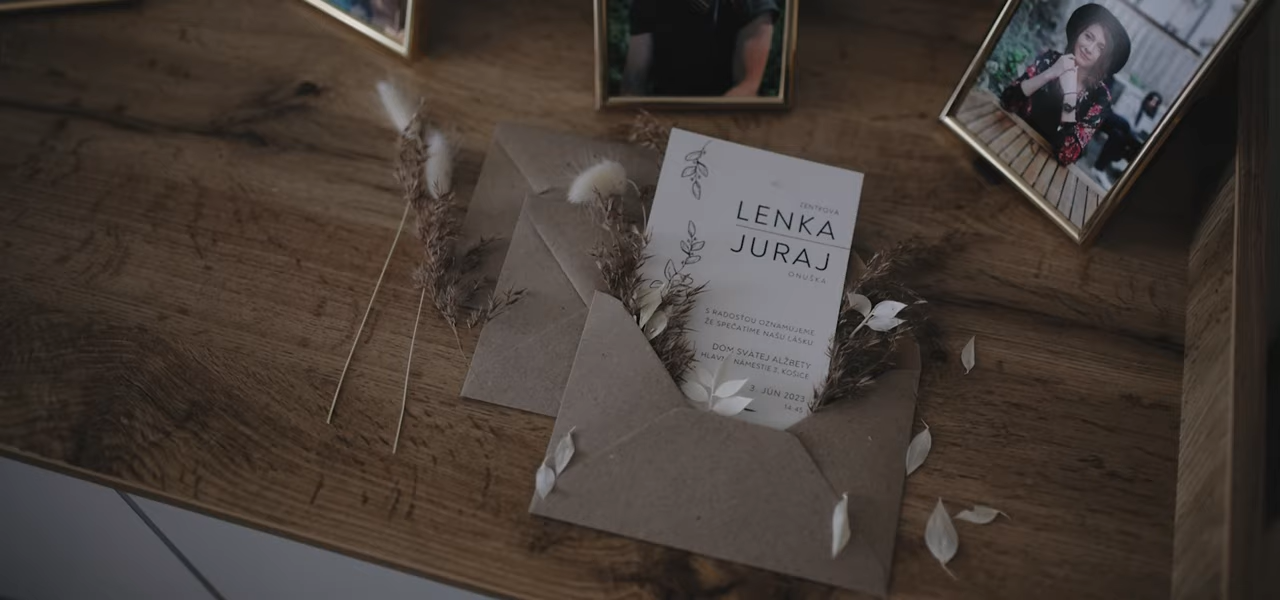 ZENTKOVÁ
LENKA
JURAJ
ONUŠKA
S RADOSŤOU OZNAMUJEME
ŽE SPEČATÍME NAŠU LÁSKU
DOM SVÄTEJ ALŽBETY
HLAVNÉ NÁMESTIE 3, KOŠICE
3. JÚN 2023
14:45